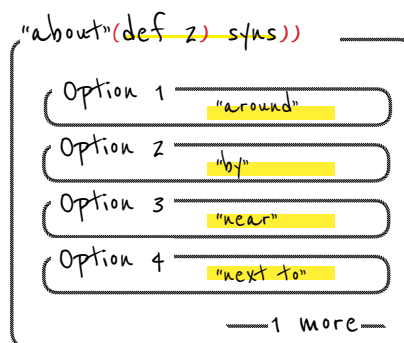 "about"(def 2) syns))
Option 1
"around"
Option 2
"by"
Option 3
"near"
Option 4
"next to"
1 more